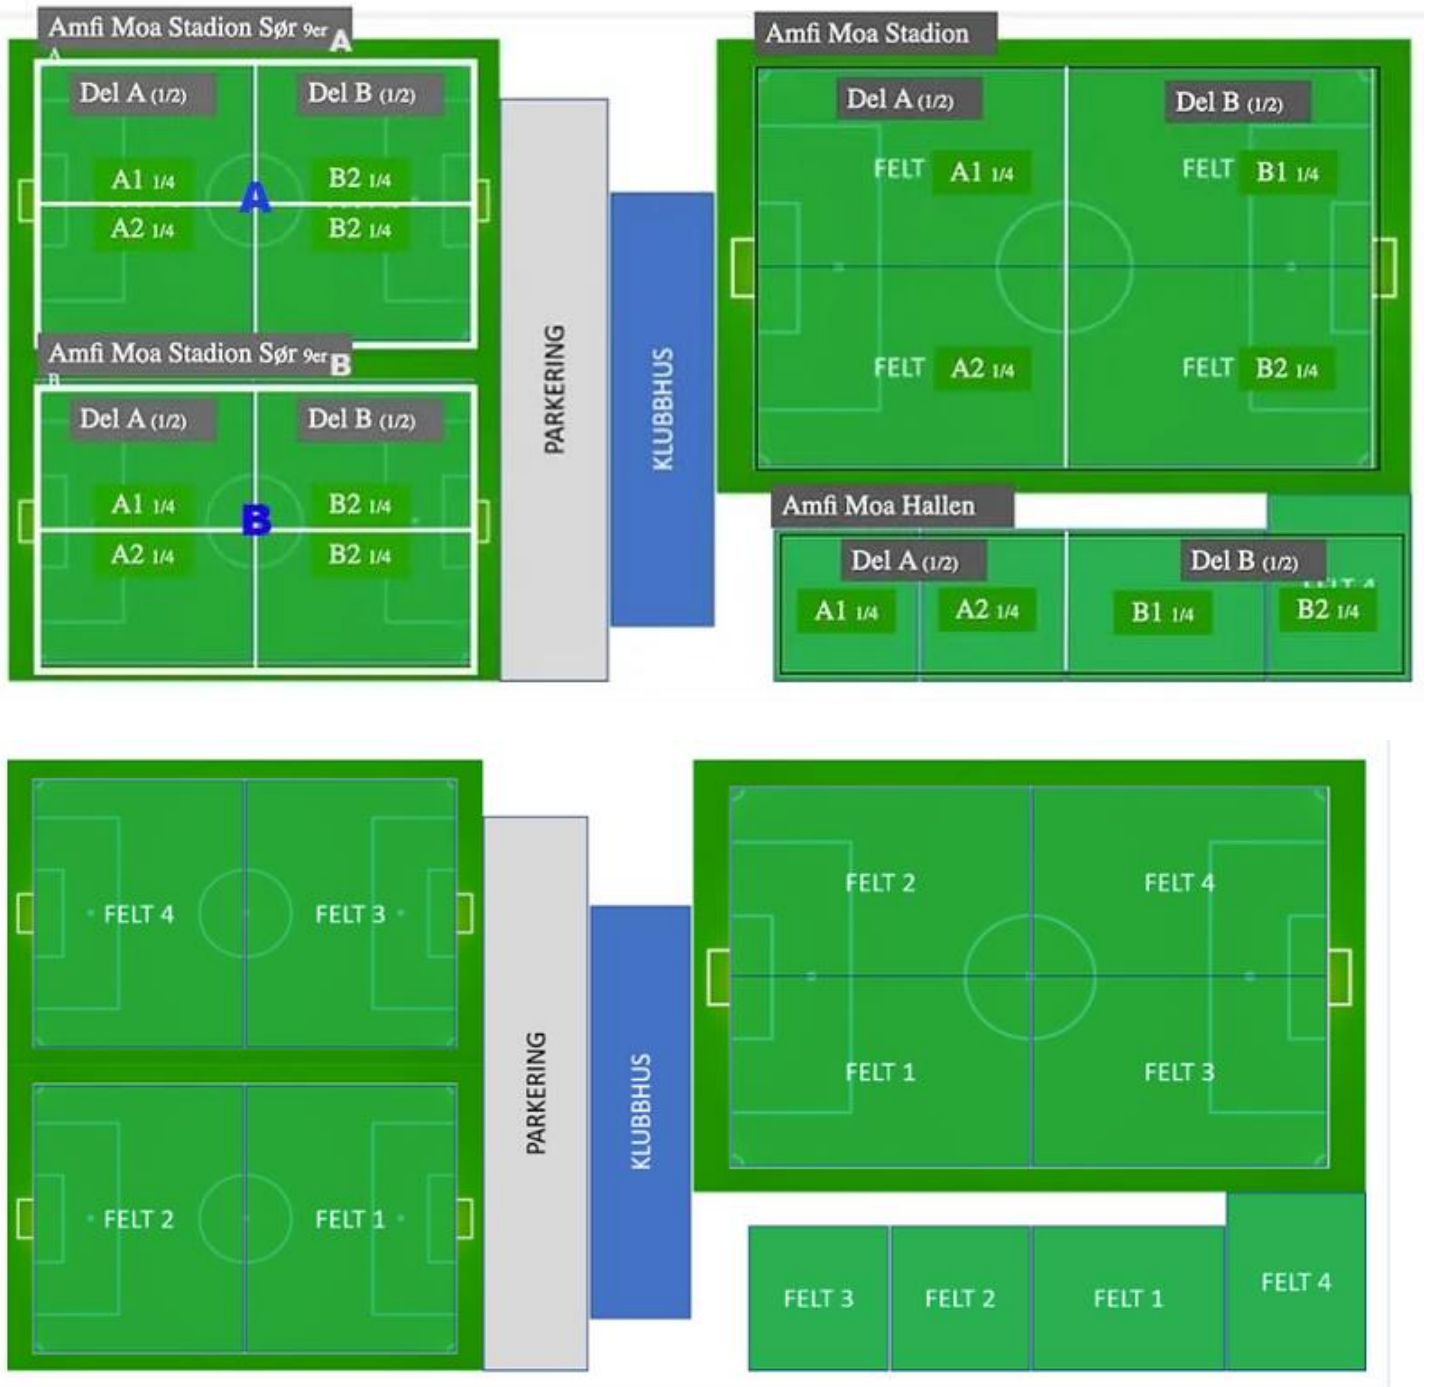 Amfi Moa Stadion Sør 9er A
A
Del A (1/2)
Del B (1/2)
A1 1/4
B2 1/4
A
A2 1/4
B2 1/4
Amfi Moa Stadion Sør 9er B
B
Del A (1/2)
Del B (1/2)
A1 1/4
B2 1/4
B
A2 1/4
B2 1/4
PARKERING
KLUBBHUS
Amfi Moa Stadion
Del A (1/2)
Del B (1/2)
FELT A1 1/4
FELT B1 1/4
FELT A2 1/4
FELT B2 1/4
Amfi Moa Hallen
Del A (1/2)
Del B (1/2)
FELT 4
A1 1/4
A2 1/4
B1 1/4
B2 1/4
FELT 4
FELT 3
FELT 2
FELT 1
PARKERING
KLUBBHUS
FELT 2
FELT 4
FELT 1
FELT 3
FELT 3
FELT 2
FELT 1
FELT 4